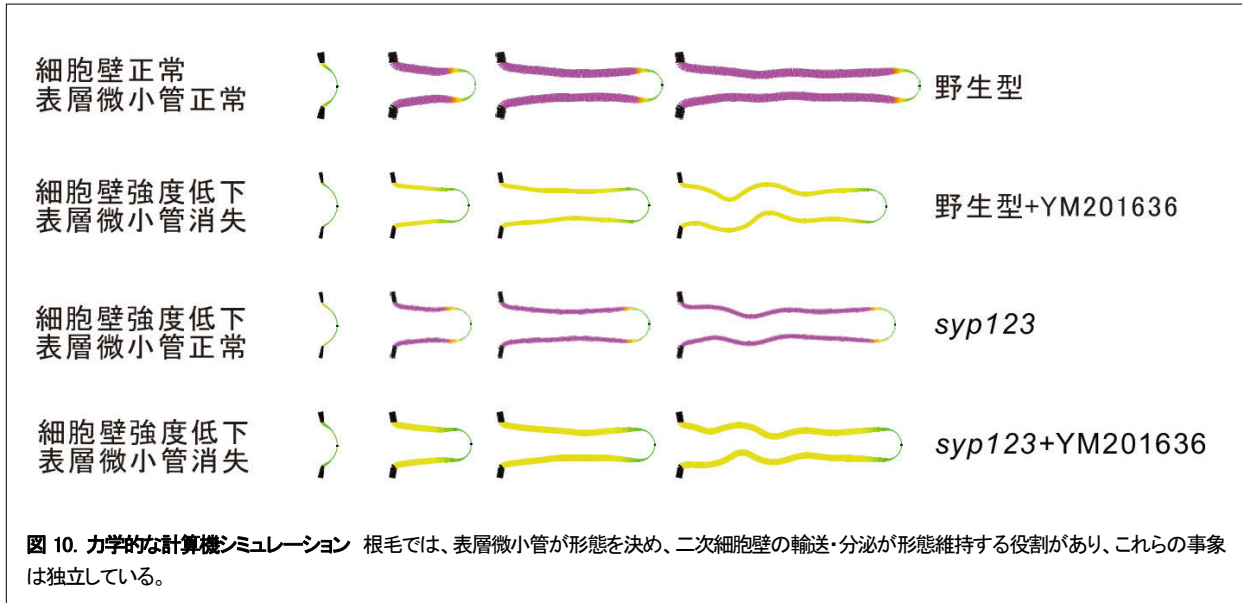 細胞壁正常
表層微小管正常
野生型
細胞壁強度低下
表層微小管消失
野生型+YM201636
細胞壁強度低下
表層微小管正常
syp123
細胞壁強度低下
表層微小管消失
syp123+YM201636
図 10. 力学的な計算機シミュレーション 根毛では、表層微小管が形態を決め、二次細胞壁の輸送・分泌が形態維持する役割があり、これらの事象
は独立している。